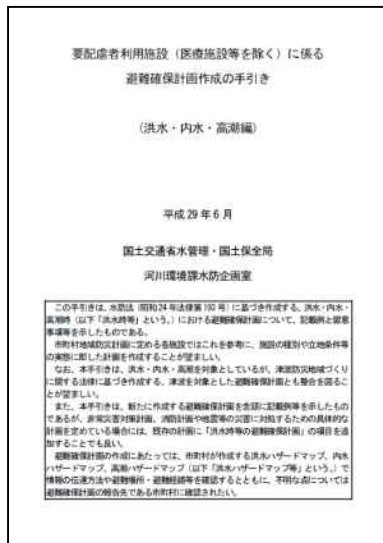 要配慮者利用施設（医療施設等を除く）に係る
避難確保計画作成の手引き
（洪水・内水・高潮編）
平成 29 年 6 月
国土交通省水管理・国土保全局
河川環境課水防企画室
この手引きは、水防法（昭和24年法律第193号）に基づき作成する、洪水・内水・
高潮時（以下「洪水時等」という。）における避難確保計画について、記載例と留意
事項等を示したものである。
市町村地域防災計画に定める各施設ではこれを参考に、施設の種別や立地条件等
の実態に即した計画を作成することが望ましい。
なお、本手引きは、洪水・内水・高潮を対象としているが、津波防災地域づくり
に関する法律に基づき作成する、津波を対象とした避難確保計画とも整合を図るこ
とが望ましい。
また、本手引きは、新たに作成する避難確保計画を念頭に記載例等を示したもの
であるが、非常災害対策計画、消防計画や地震等の災害に対処するための具体的な
計画を定めている場合には、既存の計画に「洪水時等の避難確保計画」の項目を追
加することでも良い。
避難確保計画の作成にあたっては、市町村が作成する洪水ハザードマップ、内水
ハザードマップ、高潮ハザードマップ（以下「洪水ハザードマップ等」という。）で
情報の伝達方法や避難場所・避難経路等を確認するとともに、不明な点については
避難確保計画の報告先である市町村に確認されたい。